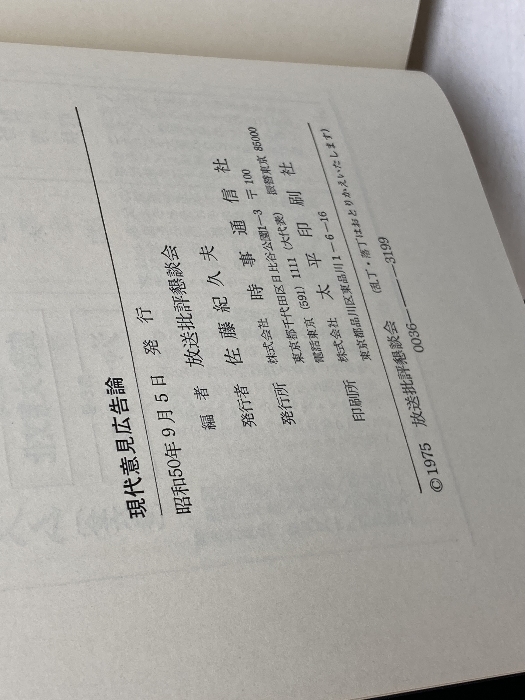 現代意見広告論
昭和50年9月5日 発行
編者 放送批評懇談会
発行者 佐藤紀久夫
発行所 株式会社 時事通信社
東京都千代田区日比谷公園1-3 〒100
電話東京 (591) 1111 (大代表) 振替東京 85000
印刷所 株式会社 太平印刷社
東京都品川区東品川1-6-16
(乱丁・落丁はおとりかえいたします)
©1975 放送批評懇談会
0036――――3199